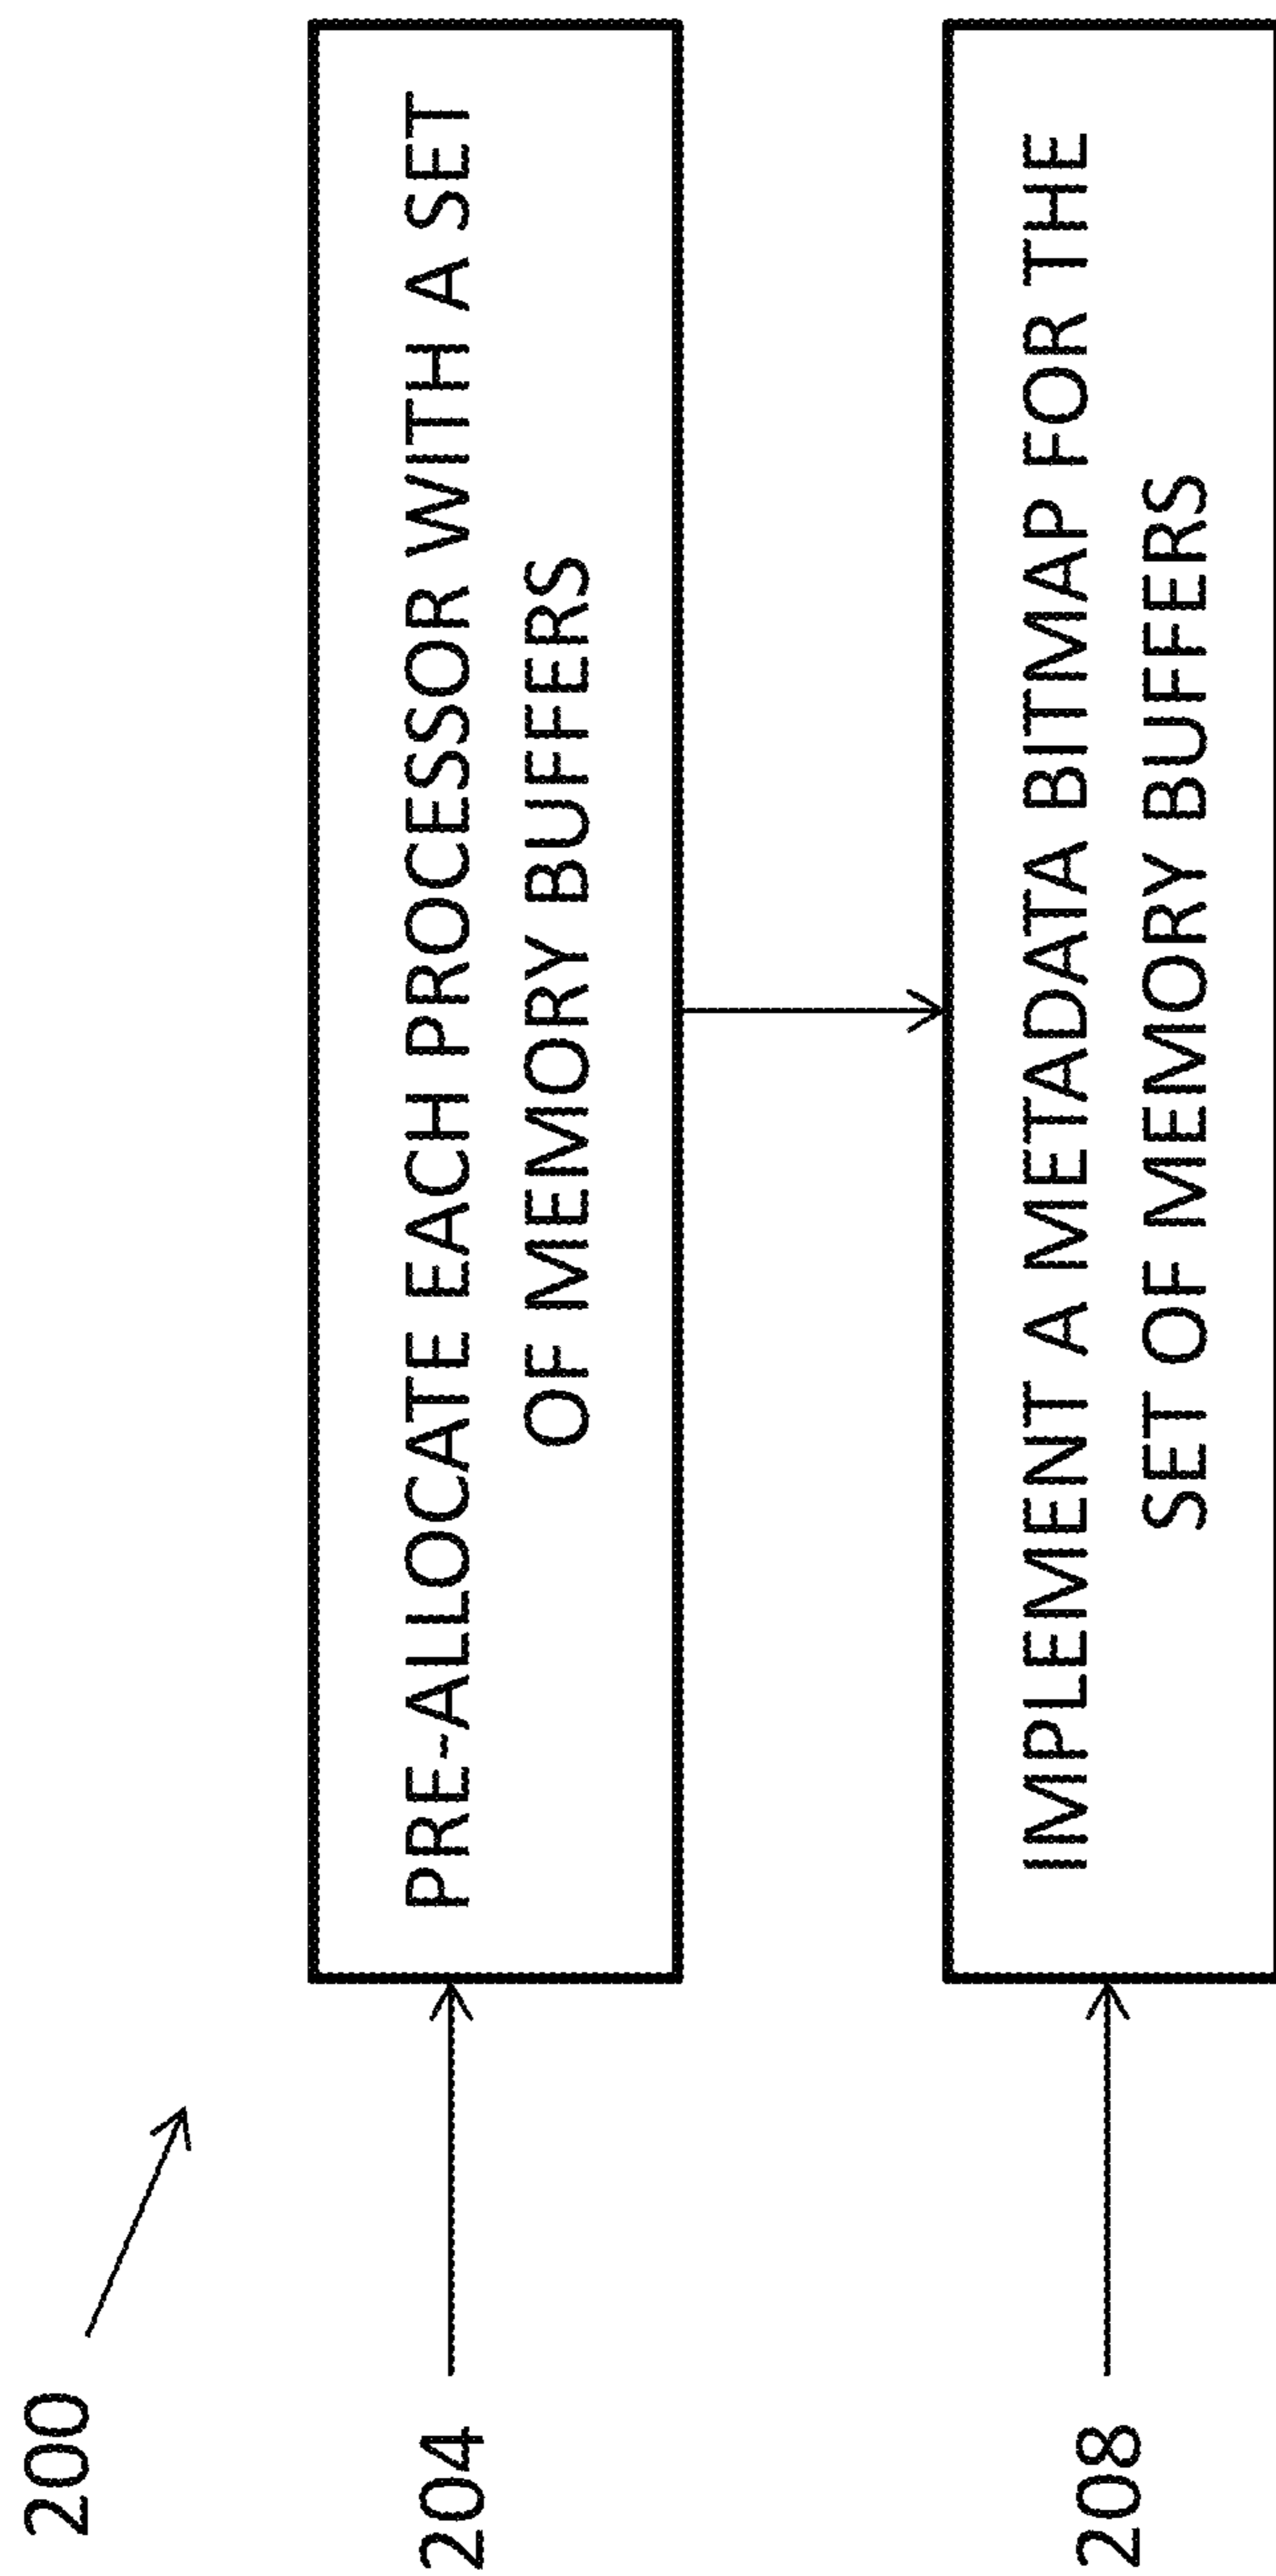 200
204
PRE-ALLOCATE EACH PROCESSOR WITH A SET
OF MEMORY BUFFERS
208
IMPLEMENT A METADATA BITMAP FOR THE
SET OF MEMORY BUFFERS